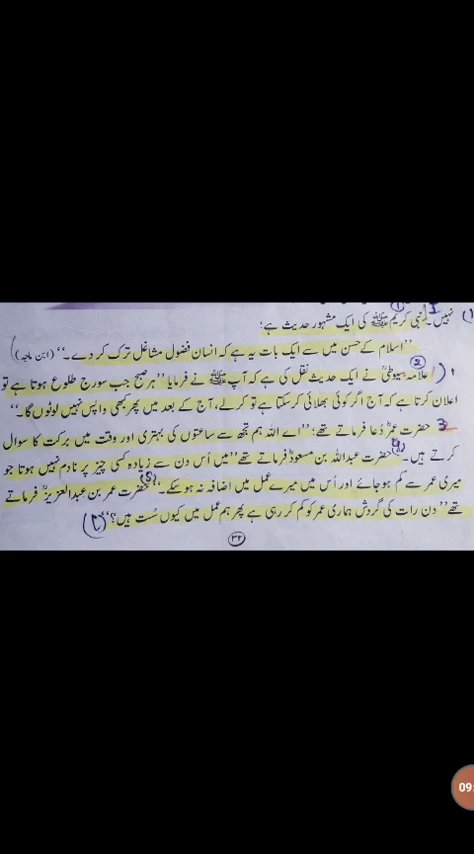 نہیں۔ نبی کریم ﷺ کی ایک مشہور حدیث ہے؛
’’اسلام کے حسن میں سے ایک بات یہ ہے کہ انسان فضول مشاغل ترک کر دے۔‘‘ (ابن ماجہ)
علامہ سیوطیؒ نے ایک حدیث نقل کی ہے کہ آپ ﷺ نے فرمایا ’’ہر صبح جب سورج طلوع ہوتا ہے تو
اعلان کرتا ہے کہ آج اگر کوئی بھلائی کر سکتا ہے تو کر لے، آج کے بعد میں پھر کبھی واپس نہیں لوٹوں گا۔‘‘
3 حضرت عمرؓ دُعا فرماتے تھے؛ ’’اے اللہ ہم تجھ سے ساعتوں کی بہتری اور وقت میں برکت کا سوال
کرتے ہیں۔‘‘ حضرت عبداللہ بن مسعودؓ فرماتے تھے ’’میں اُس دن سے زیادہ کسی چیز پر نادم نہیں ہوتا جو
میری عمر سے کم ہو جائے اور اُس میں میرے عمل میں اضافہ نہ ہو سکے۔‘‘ (5) حضرت عمر بن عبدالعزیزؒ فرماتے
تھے ’’دن رات کی گردش ہماری عمر کو کم کر رہی ہے پھر ہم عمل میں کیوں سُست ہیں؟‘‘
۳۲
09: